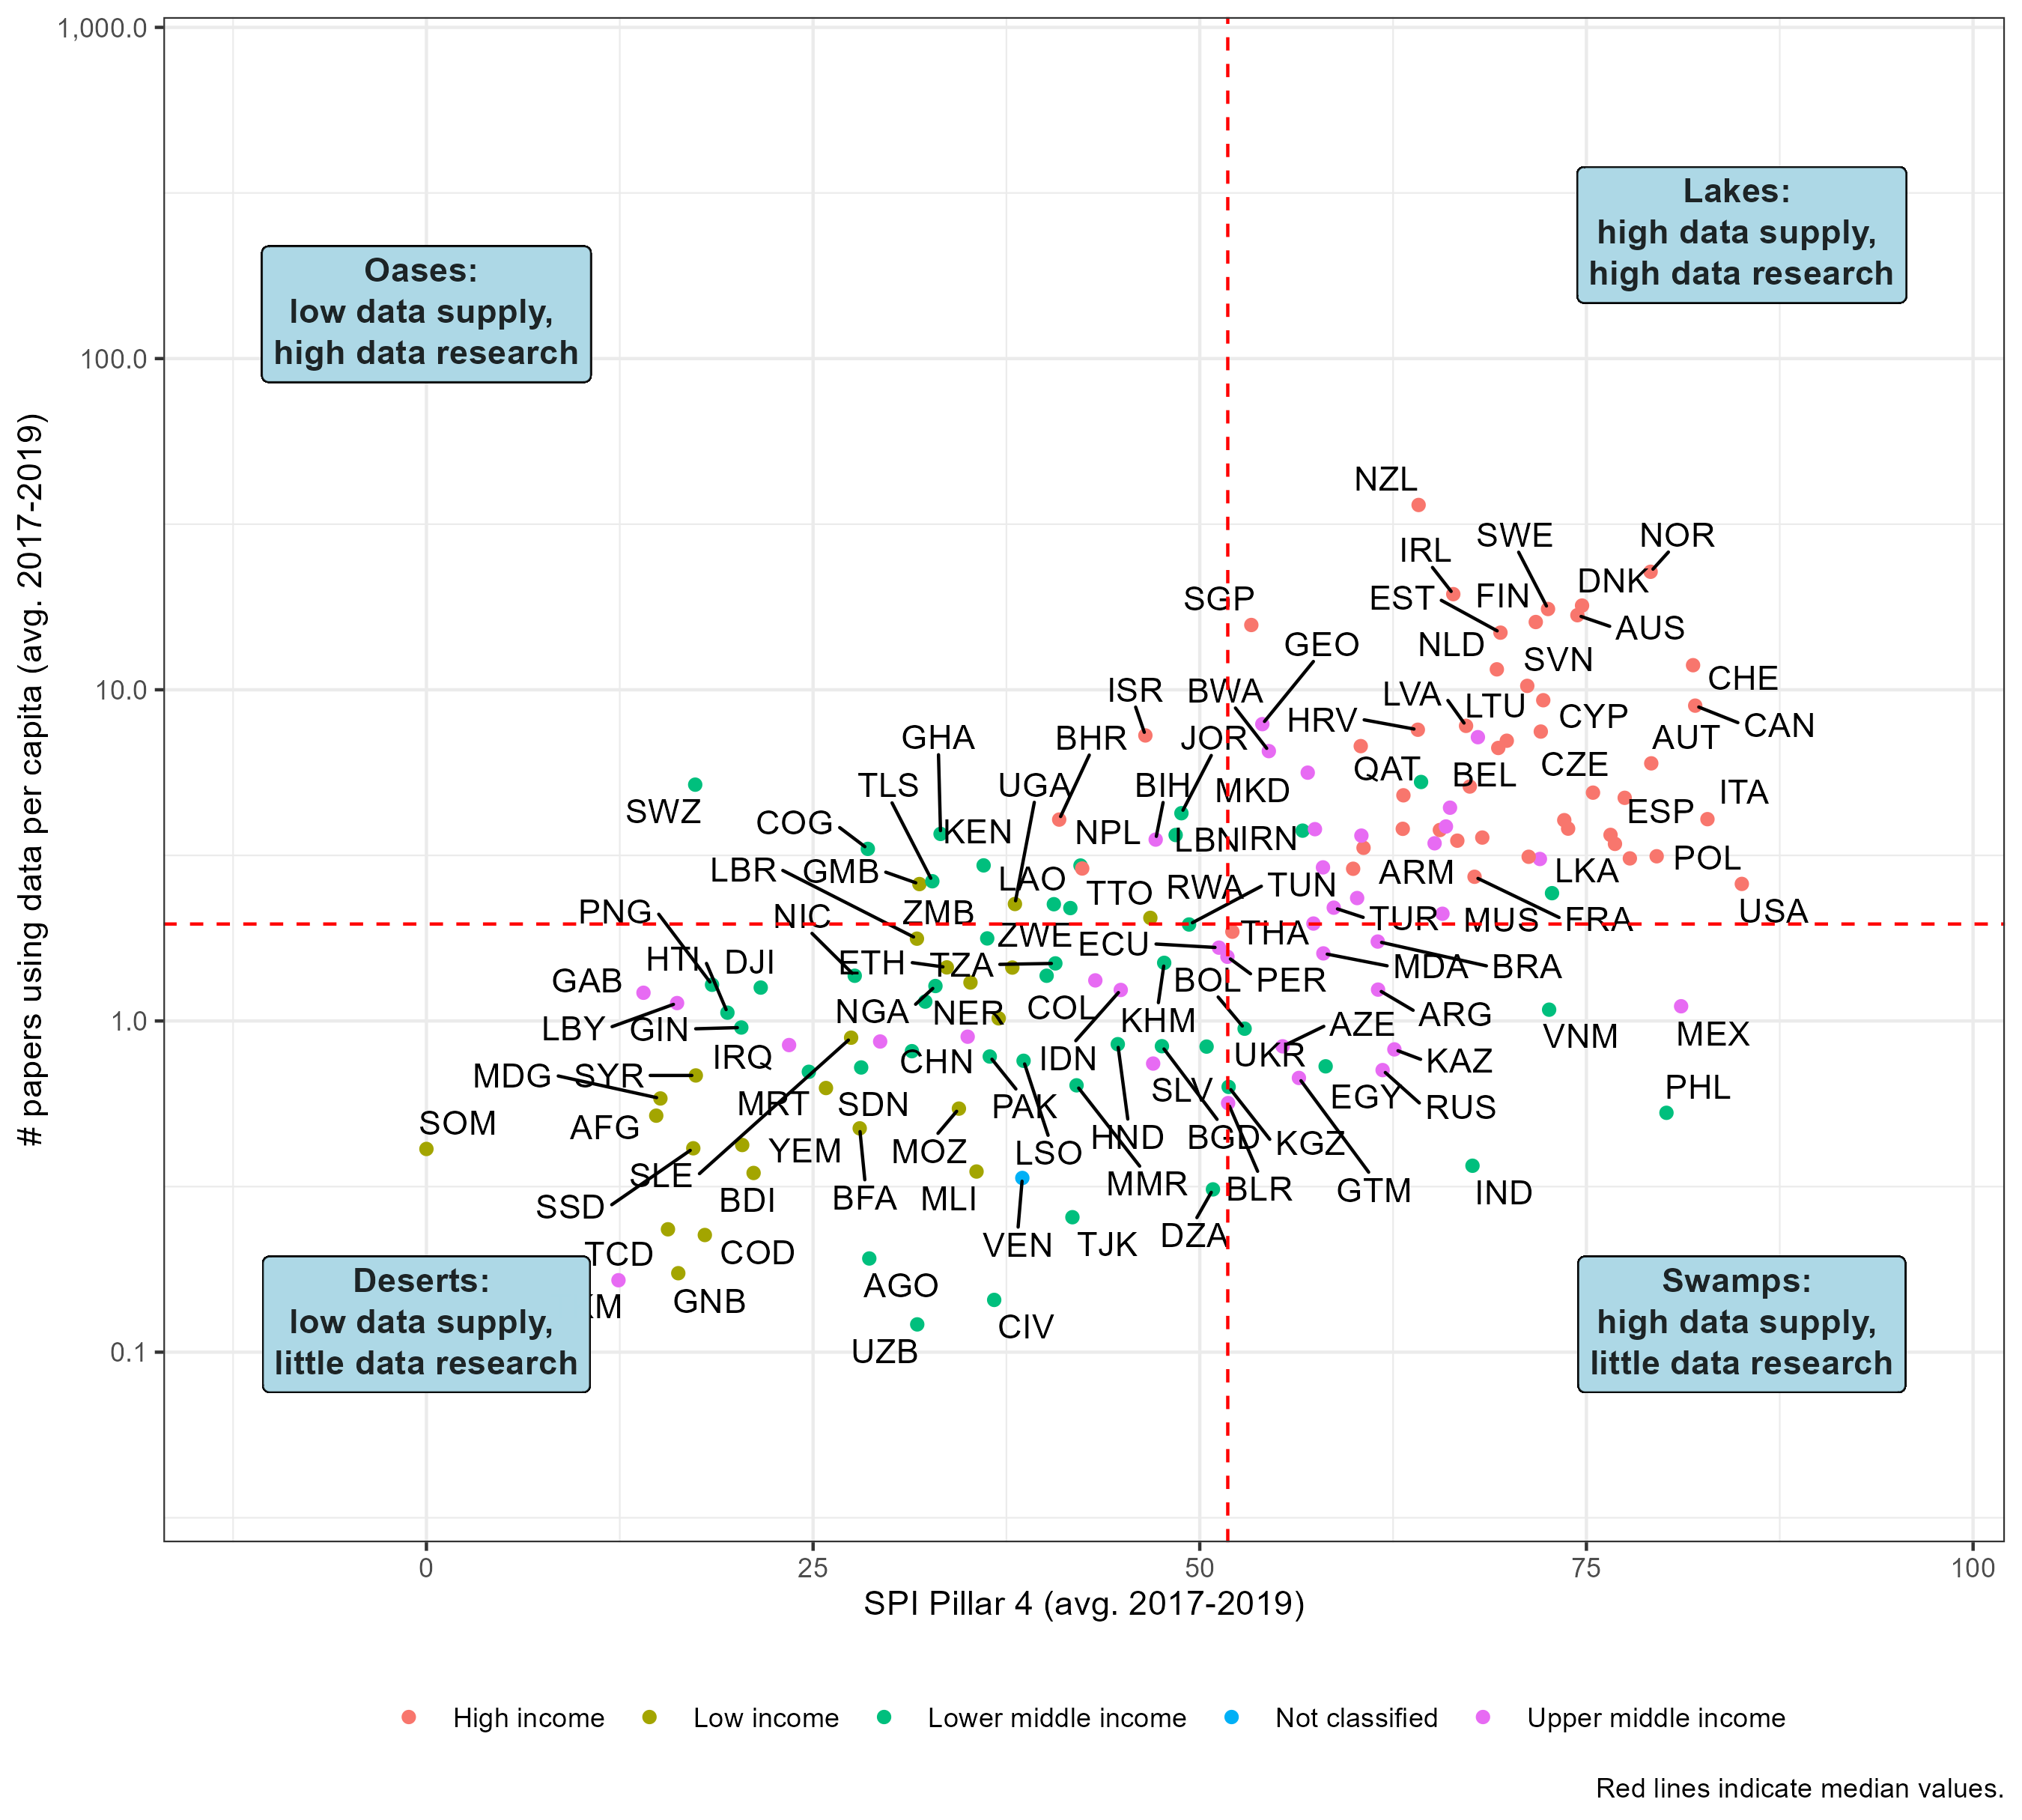 1,000.0
Lakes:
high data supply,
high data research
Oases:
low data supply,
high data research
100.0
# papers using data per capita (avg. 2017-2019)
NZL
SWE
NOR
IRL
DNK
EST
FIN
SGP
AUS
GEO
NLD
SVN
CHE
ISR
BWA
LVA
LTU
10.0
HRV
CYP
CAN
GHA
BHR
JOR
AUT
QAT
BEL
CZE
TLS
UGA
BIH
MKD
ITA
SWZ
COG
KEN
NPL
LBN
IRN
ESP
LBR
GMB
LAO
TTO
RWA
TUN
ARM
LKA
POL
PNG
NIC
ZMB
TUR
MUS
FRA
USA
ZWE
ECU
THA
HTI
DJI
ETH
TZA
MDA
BRA
GAB
BOL
PER
NGA
NER
COL
KHM
ARG
LBY
GIN
AZE
1.0
VNM
MEX
IRQ
CHN
IDN
UKR
KAZ
MDG
SYR
SLV
PHL
MRT
SDN
PAK
EGY
RUS
SOM
AFG
HND
BGD
KGZ
YEM
MOZ
LSO
SLE
MMR
SSD
BDI
BFA
MLI
BLR
GTM
IND
VEN
TJK
DZA
TCD
COD
AGO
GNB
CIV
UZB
Deserts:
low data supply,
little data research
Swamps:
high data supply,
little data research
0.1
0
25
50
75
100
SPI Pillar 4 (avg. 2017-2019)
High income
Low income
Lower middle income
Not classified
Upper middle income
Red lines indicate median values.